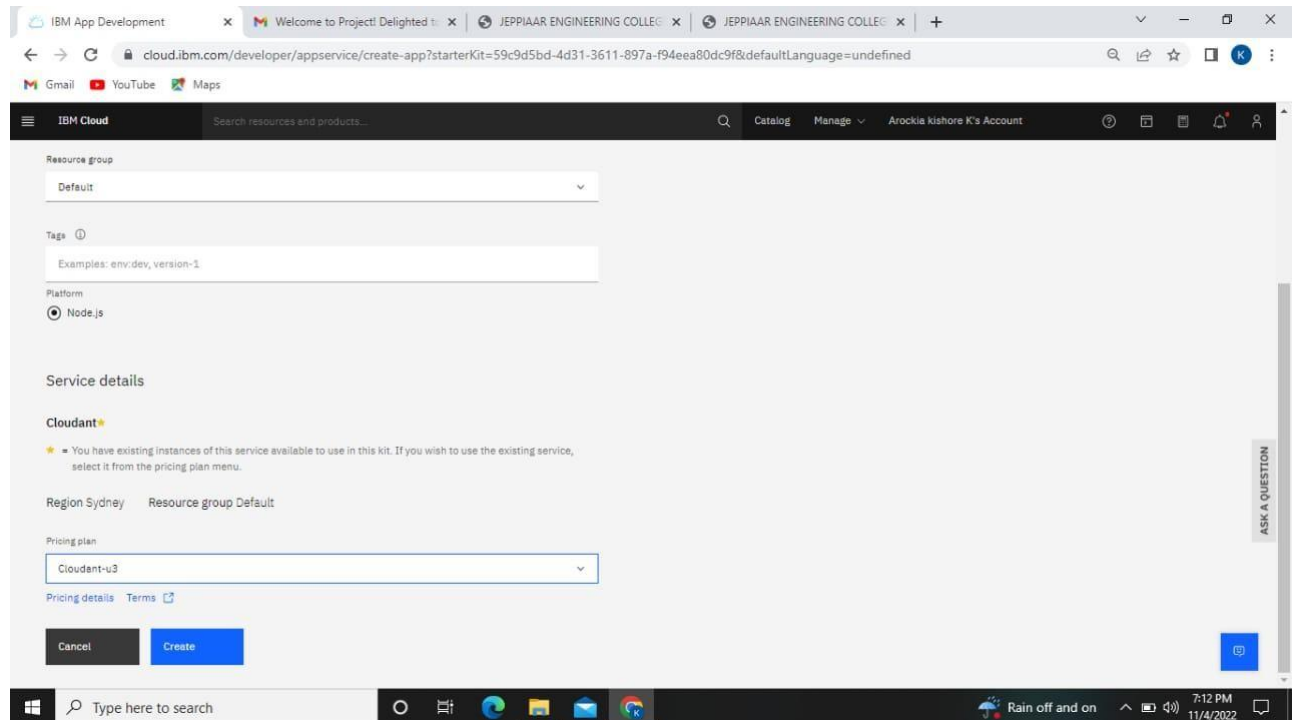 IBM App Development
Welcome to Project! Delighted t
JEPPIAAR ENGINEERING COLLEG
JEPPIAAR ENGINEERING COLLEG
cloud.ibm.com/developer/appservice/create-app?starterKit=59c9d5bd-4d31-3611-897a-f94eea80dc9f&defaultLanguage=undefined
K
Gmail YouTube Maps
IBM Cloud Search resources and products... Catalog Manage Arockia kishore K's Account
Resource group
Default
Tags
Examples: env:dev, version-1
Platform
Node.js
Service details
Cloudant
= You have existing instances of this service available to use in this kit. If you wish to use the existing service,
select it from the pricing plan menu.
Region Sydney Resource group Default
Pricing plan
Cloudant-u3
Pricing details Terms
Cancel Create
ASK A QUESTION
Type here to search
Rain off and on
7:12 PM
11/4/2022